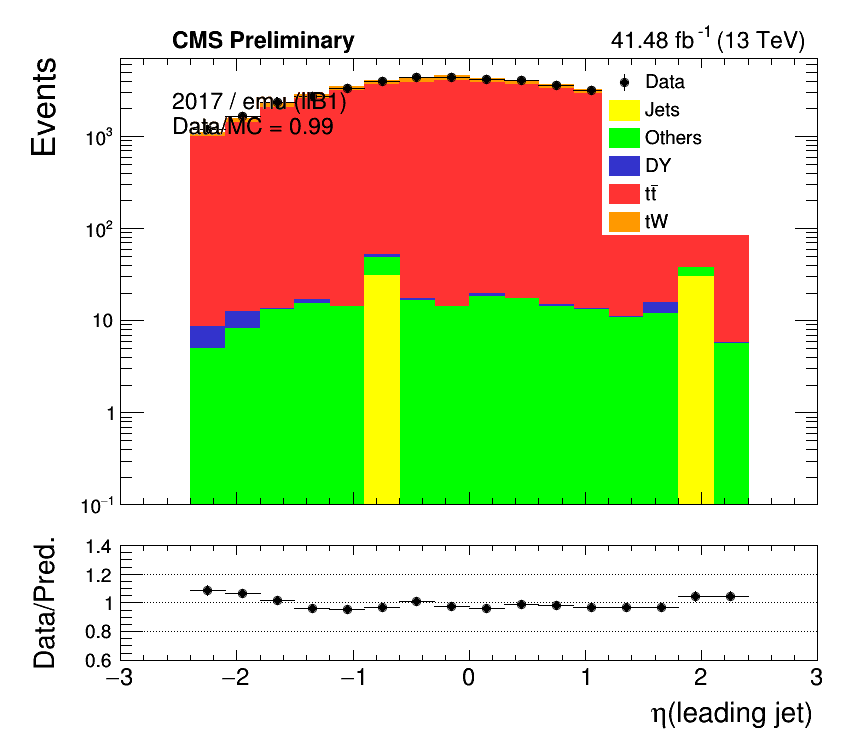 CMS Preliminary
41.48 fb⁻¹ (13 TeV)
Events
2017 / emu (llB1)
Data/MC = 0.99
Data
Jets
Others
DY
tt̄
tW
10³
10²
10
1
10⁻¹
Data/Pred.
1.4
1.2
1
0.8
0.6
−3 −2 −1 0 1 2 3
η(leading jet)